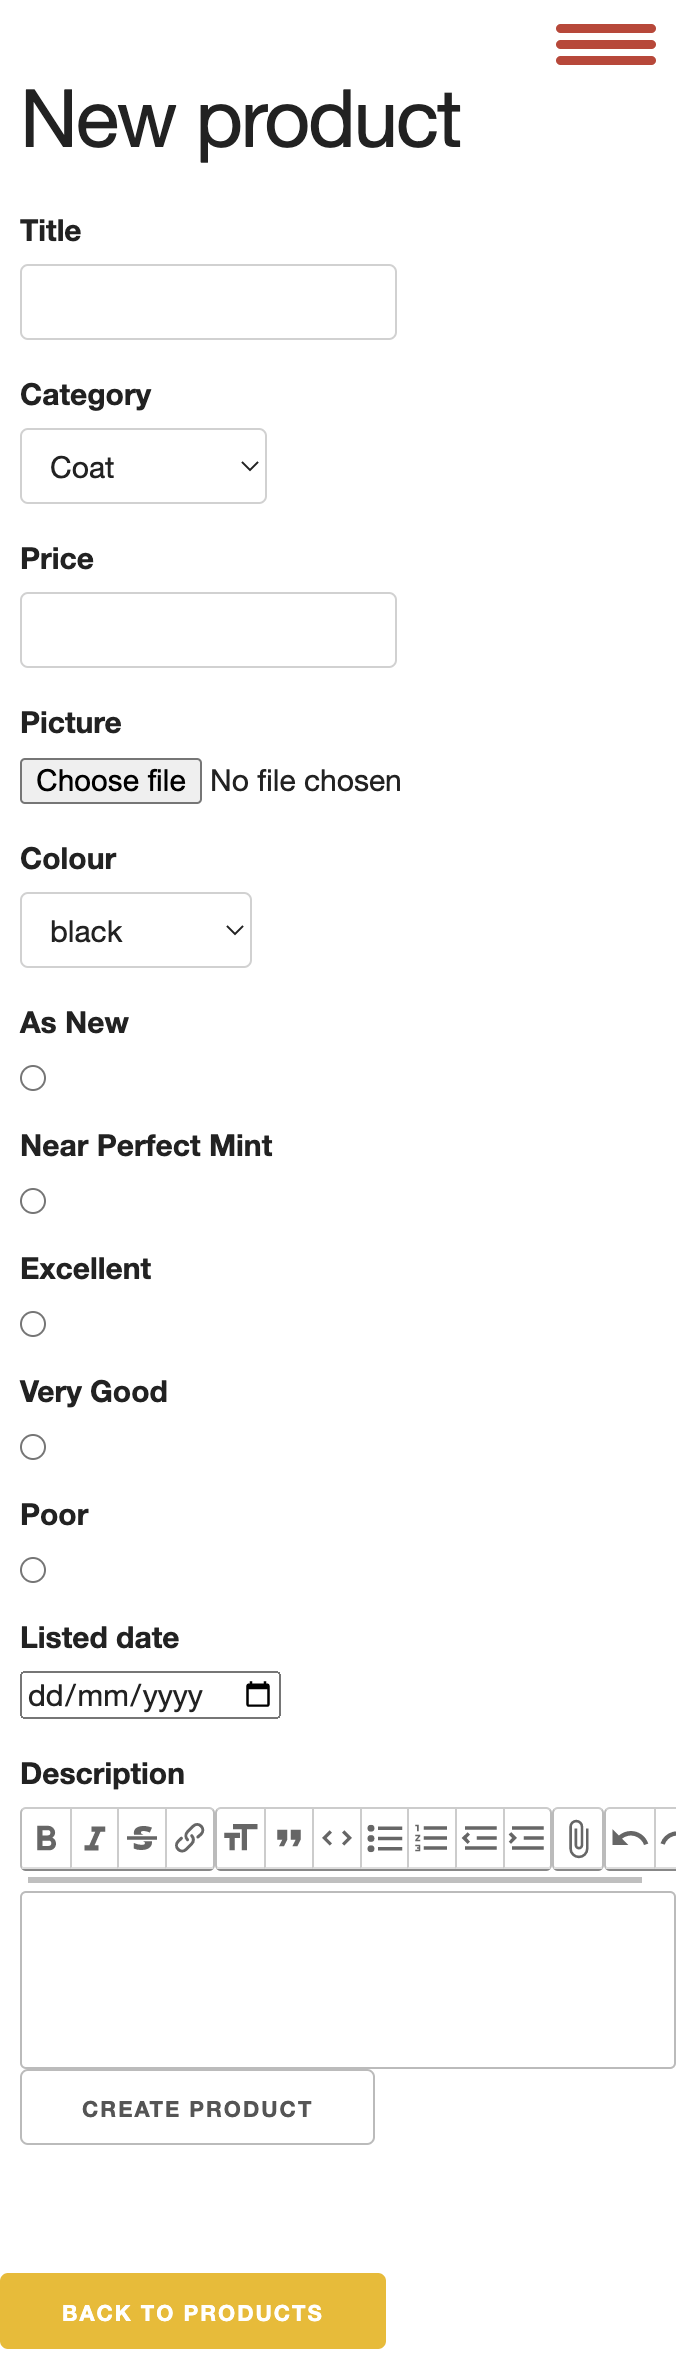 New product
Title
Category
Coat
Price
Picture
Choose file No file chosen
Colour
black
As New
Near Perfect Mint
Excellent
Very Good
Poor
Listed date
dd/mm/yyyy
Description
CREATE PRODUCT
BACK TO PRODUCTS